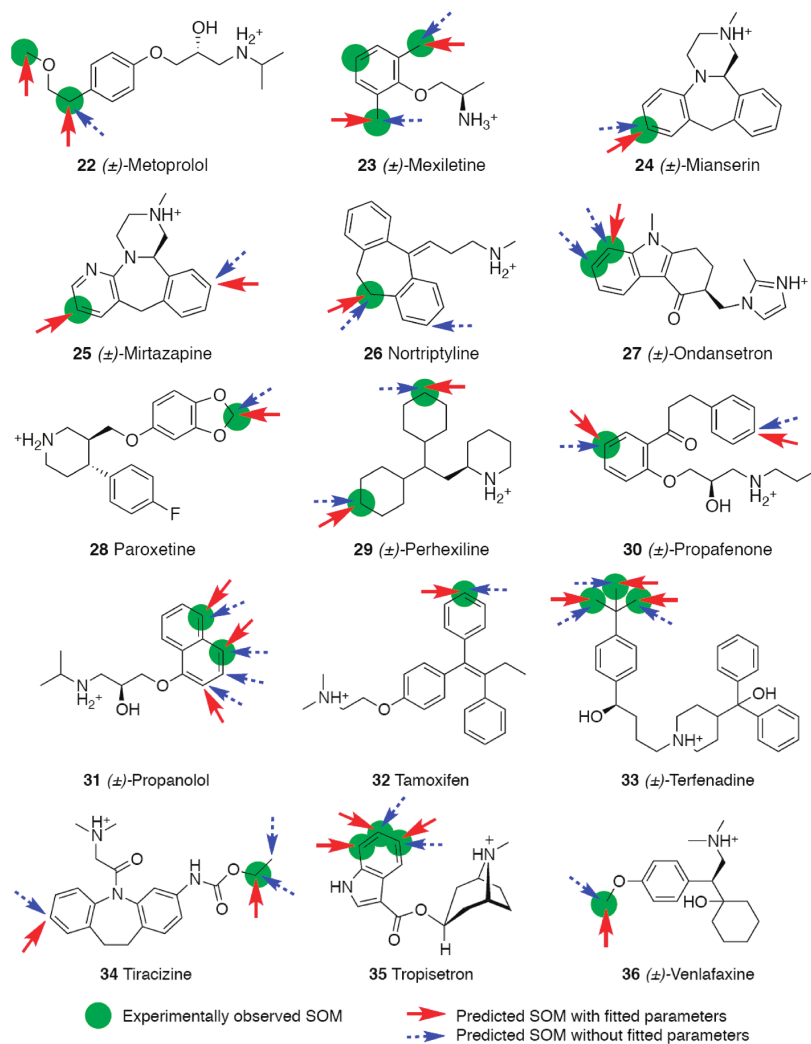 O
O
OH
H₂⁺
N
22 (±)-Metoprolol
O
NH₃⁺
23 (±)-Mexiletine
NH⁺
N
24 (±)-Mianserin
NH⁺
N
N
25 (±)-Mirtazapine
N
H₂⁺
26 Nortriptyline
N
O
N
N
NH⁺
27 (±)-Ondansetron
⁺H₂N
O
O
O
F
28 Paroxetine
N
H₂⁺
29 (±)-Perhexiline
O
O
OH
N
H₂⁺
30 (±)-Propafenone
N
H₂⁺
OH
O
31 (±)-Propanolol
NH⁺
O
32 Tamoxifen
HO
NH⁺
OH
33 (±)-Terfenadine
NH⁺
O
N
H
N
O
O
34 Tiracizine
N
H
O
O
H
N
+
35 Tropisetron
O
NH⁺
HO
36 (±)-Venlafaxine
Experimentally observed SOM
Predicted SOM with fitted parameters
Predicted SOM without fitted parameters